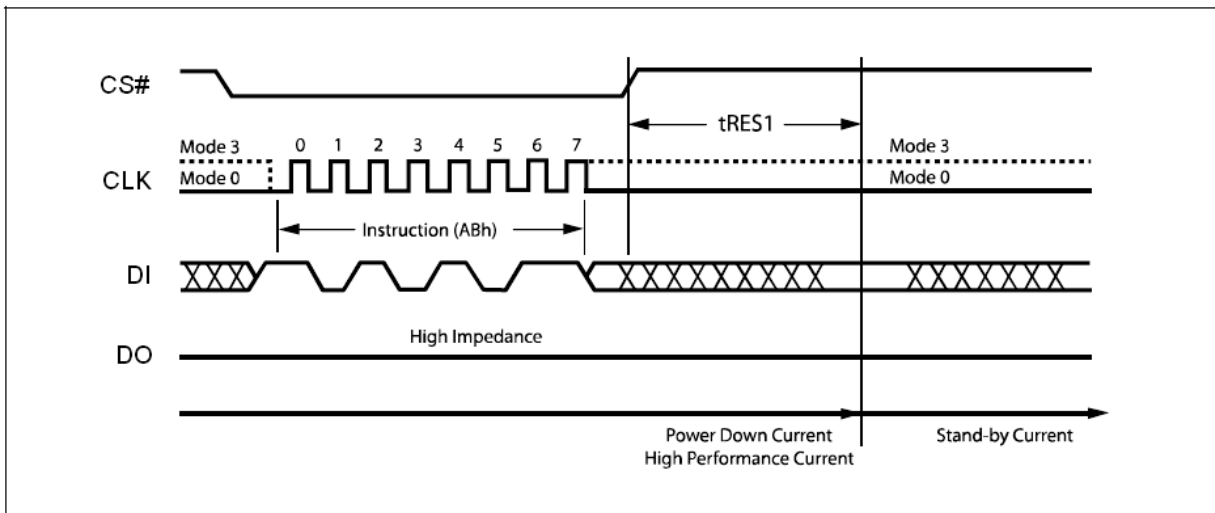 CS#
tRES1
Mode 3 0 1 2 3 4 5 6 7 Mode 3
CLK Mode 0 Mode 0
Instruction (ABh)
DI
High Impedance
DO
Power Down Current Stand-by Current
High Performance Current